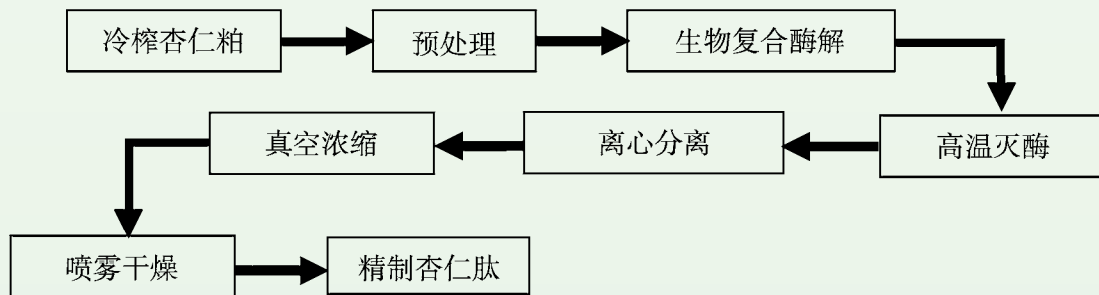 冷榨杏仁粕
预处理
生物复合酶解
高温灭酶
离心分离
真空浓缩
喷雾干燥
精制杏仁肽